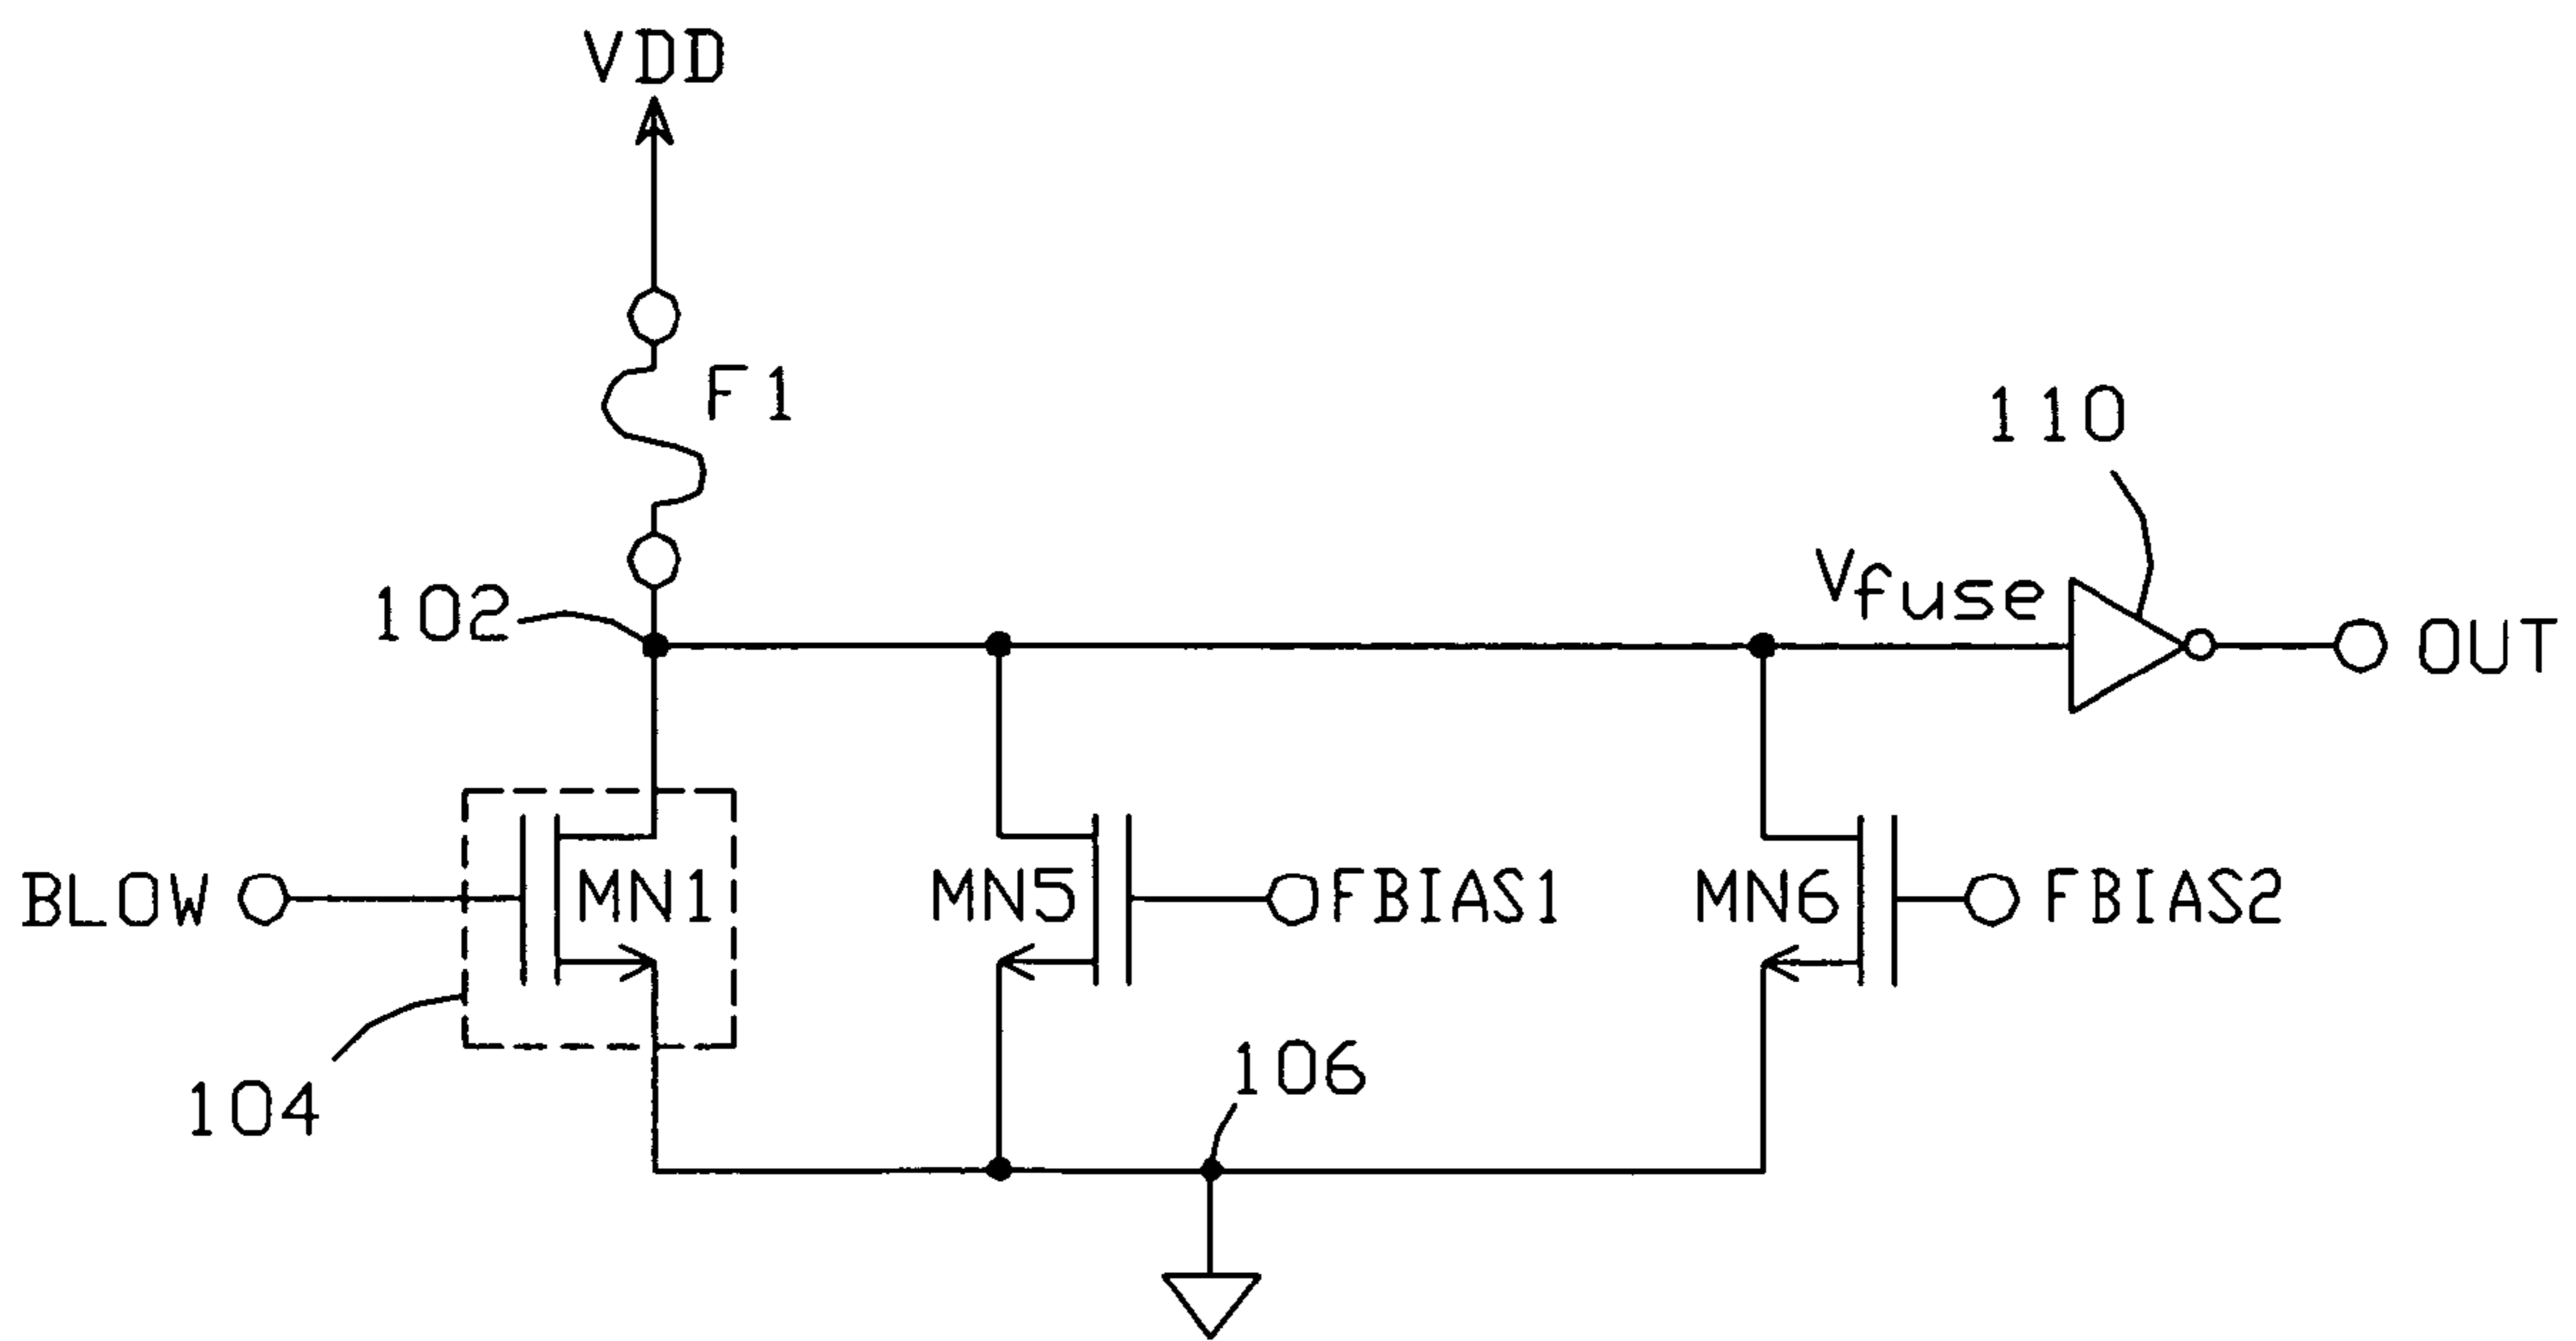 VDD
F1
110
102
Vfuse
OUT
BLOW
MN1
MN5
FBIAS1
MN6
FBIAS2
106
104